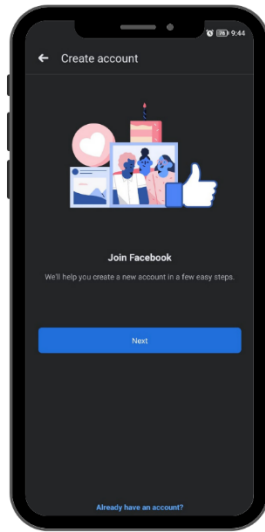 9:44
Create account
Join Facebook
We'll help you create a new account in a few easy steps.
Next
Already have an account?